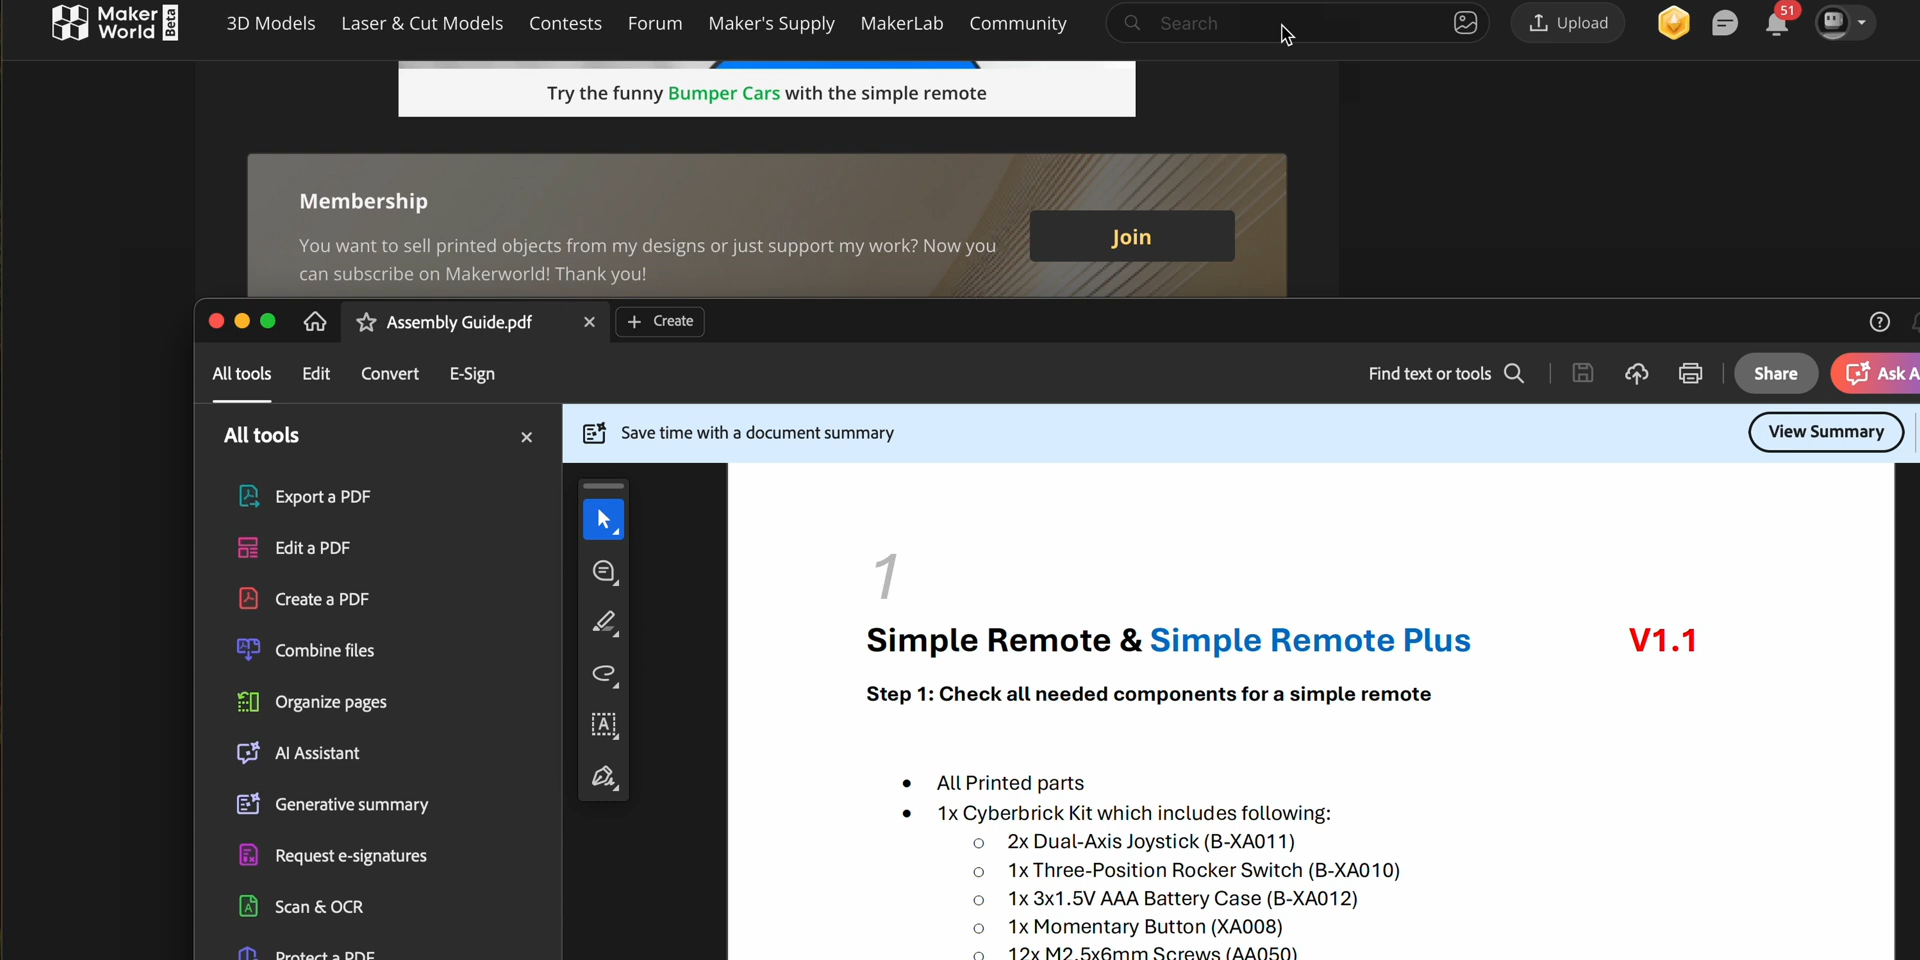 Maker World Beta
3D Models Laser & Cut Models Contests Forum Maker's Supply MakerLab Community Search Upload 51
Try the funny Bumper Cars with the simple remote
Membership
You want to sell printed objects from my designs or just support my work? Now you
can subscribe on Makerworld! Thank you!
Join
Assembly Guide.pdf Create
All tools Edit Convert E-Sign Find text or tools Share Ask A
All tools
Save time with a document summary View Summary
Export a PDF
Edit a PDF
Create a PDF
Combine files
Organize pages
AI Assistant
Generative summary
Request e-signatures
Scan & OCR
Protect a PDF
1
Simple Remote & Simple Remote Plus V1.1
Step 1: Check all needed components for a simple remote
• All Printed parts
• 1x Cyberbrick Kit which includes following:
o 2x Dual-Axis Joystick (B-XA011)
o 1x Three-Position Rocker Switch (B-XA010)
o 1x 3x1.5V AAA Battery Case (B-XA012)
o 1x Momentary Button (XA008)
o 12x M2.5x6mm Screws (AA050)